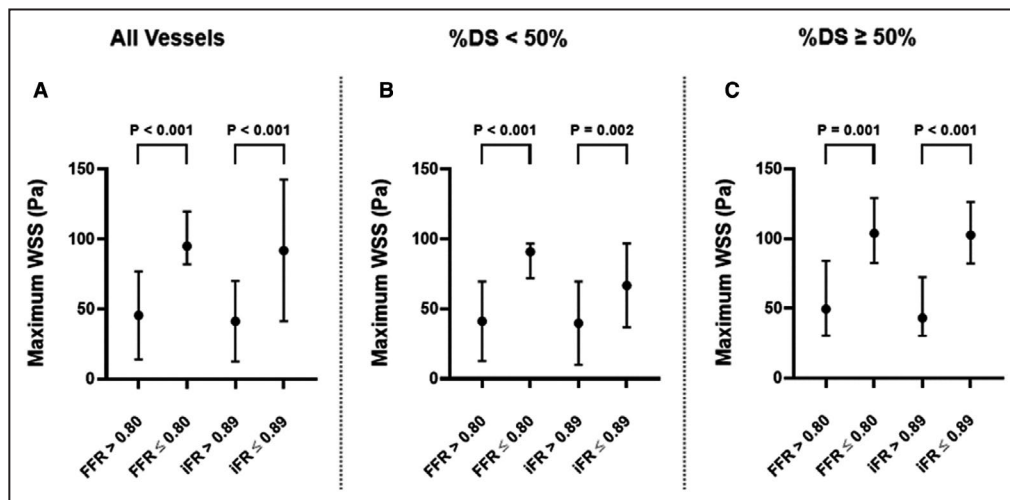 All Vessels
%DS < 50%
%DS ≥ 50%
A
B
C
P < 0.001
P < 0.001
P < 0.001
P = 0.002
P = 0.001
P < 0.001
Maximum WSS (Pa)
150
100
50
0
FFR > 0.80
FFR ≤ 0.80
iFR > 0.89
iFR ≤ 0.89
Maximum WSS (Pa)
150
100
50
0
FFR > 0.80
FFR ≤ 0.80
iFR > 0.89
iFR ≤ 0.89
Maximum WSS (Pa)
150
100
50
0
FFR > 0.80
FFR ≤ 0.80
iFR > 0.89
iFR ≤ 0.89